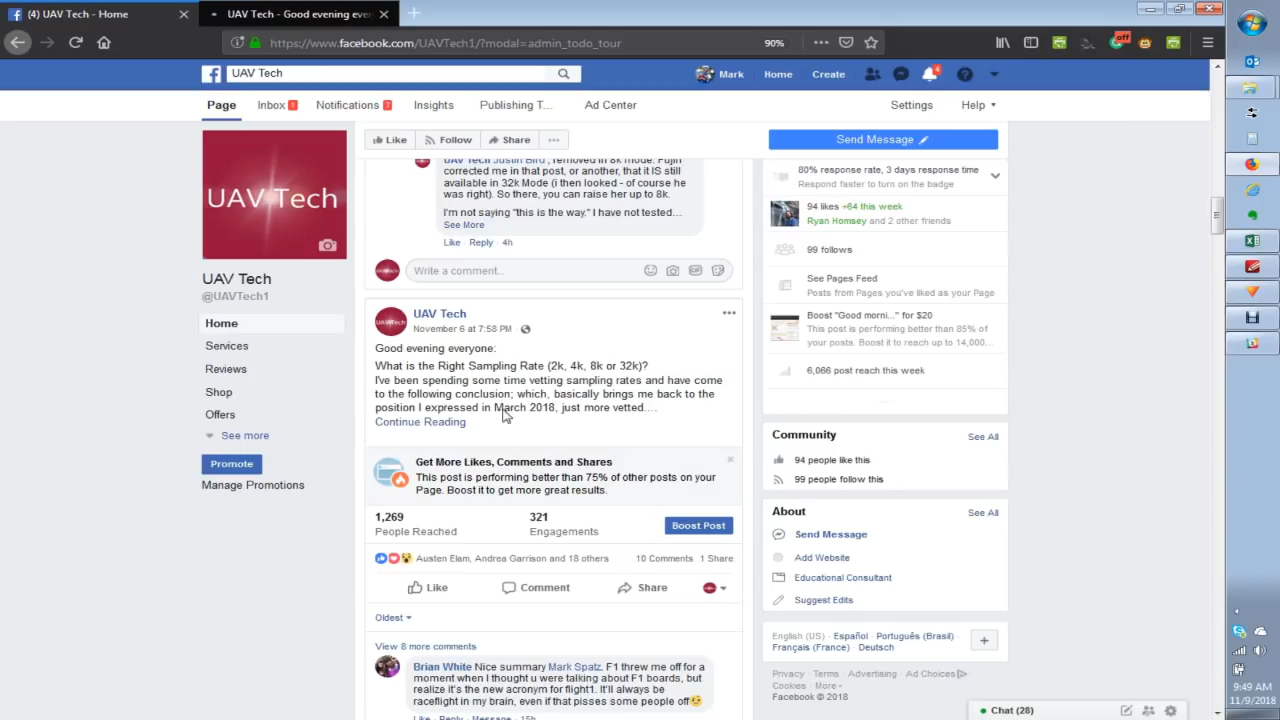 (4) UAV Tech - Home
UAV Tech - Good evening ever
https://www.facebook.com/UAVTech1/?modal=admin_todo_tour
90%
off
UAV Tech
Mark
Home
Create
4
Page
Inbox
Notifications 7
Insights
Publishing T...
Ad Center
Settings
Help
UAV Tech
UAV Tech
@UAVTech1
Home
Services
Reviews
Shop
Offers
See more
Promote
Manage Promotions
Like
Follow
Share
Send Message
UAV Tech Justin Bird , removed in 8k mode. Fujin
corrected me in that post, or another, that it IS still
available in 32k Mode (i then looked - of course he
was right). So there, you can raise her up to 8k.
I'm not saying "this is the way." I have not tested...
See More
Like · Reply · 4h
Write a comment...
UAV Tech
November 6 at 7:58 PM ·
Good evening everyone:
What is the Right Sampling Rate (2k, 4k, 8k or 32k)?
I've been spending some time vetting sampling rates and have come
to the following conclusion; which, basically brings me back to the
position I expressed in March 2018, just more vetted....
Continue Reading
Get More Likes, Comments and Shares
This post is performing better than 75% of other posts on your
Page. Boost it to get more great results.
1,269
People Reached
321
Engagements
Boost Post
Austen Elam, Andrea Garrison and 18 others
10 Comments 1 Share
Like
Comment
Share
Oldest
View 8 more comments
Brian White Nice summary Mark Spatz. F1 threw me off for a
moment when I thought u were talking about F1 boards, but
realize it's the new acronym for flight1. It'll always be
raceflight in my brain, even if that pisses some people off
Like · Reply · Message · 15h
80% response rate, 3 days response time
Respond faster to turn on the badge
94 likes +64 this week
Ryan Homsey and 2 other friends
99 follows
See Pages Feed
Posts from Pages you've liked as your Page
Boost "Good morni..." for $20
This post is performing better than 85% of
your posts. Boost it to reach up to 14,000...
6,066 post reach this week
Community
See All
94 people like this
99 people follow this
About
See All
Send Message
Add Website
Educational Consultant
Suggest Edits
English (US) · Español · Português (Brasil) ·
Français (France) · Deutsch
Privacy · Terms · Advertising · Ad Choices ·
Cookies · More
Facebook © 2018
Chat (28)
9:49 AM
11/9/2018